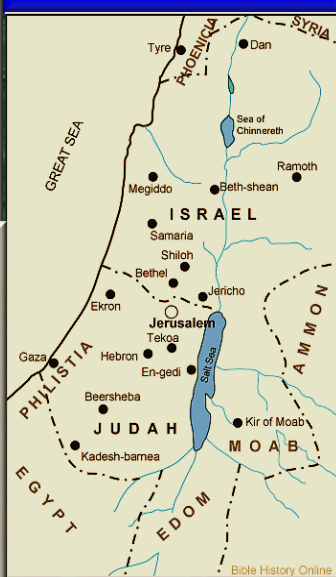 SYRIA
PHOENICIA
Tyre
Dan
Sea of
Chinnereth
GREAT SEA
Ramoth
Megiddo
Beth-shean
ISRAEL
Samaria
Shiloh
Bethel
Jericho
Ekron
AMMON
Jerusalem
Tekoa
Hebron
Salt Sea
Gaza
PHILISTIA
En-gedi
Beersheba
Kir of Moab
JUDAH
MOAB
Kadesh-barnea
EGYPT
EDOM
Bible History Online